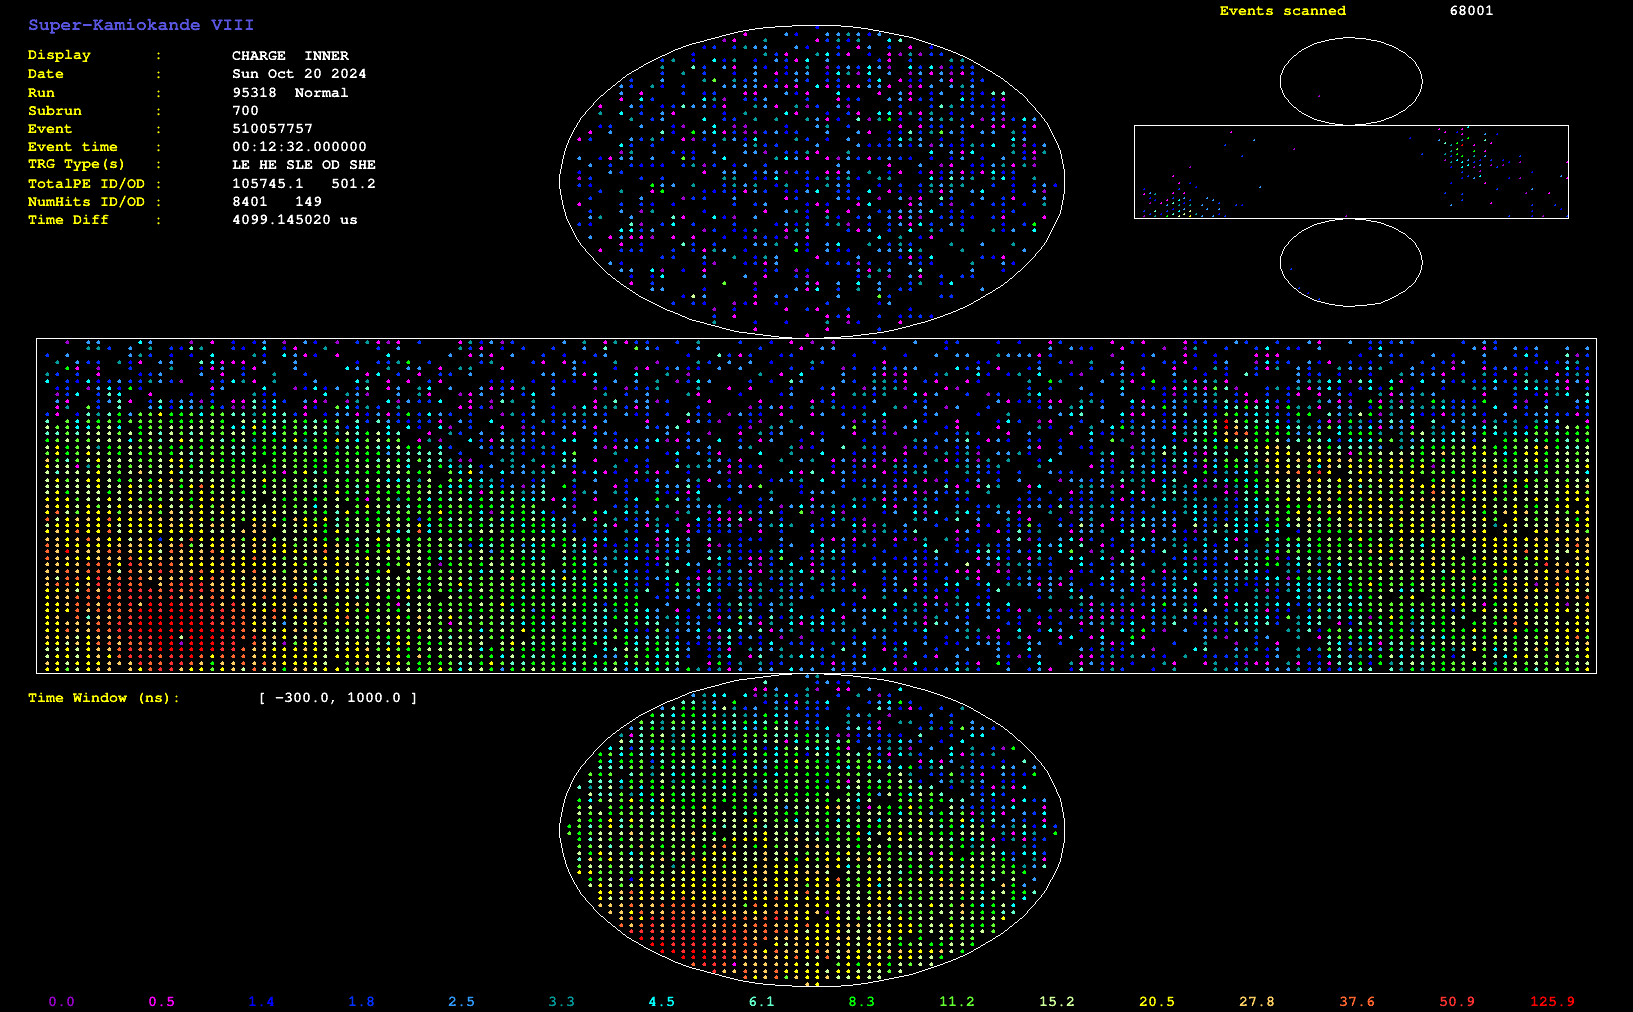 Super-Kamiokande VIII
Events scanned 68001
Display : CHARGE INNER
Date : Sun Oct 20 2024
Run : 95318 Normal
Subrun : 700
Event : 510057757
Event time : 00:12:32.000000
TRG Type(s) : LE HE SLE OD SHE
TotalPE ID/OD : 105745.1 501.2
NumHits ID/OD : 8401 149
Time Diff : 4099.145020 us
Time Window (ns): [ −300.0, 1000.0 ]
0.0 0.5 1.4 1.8 2.5 3.3 4.5 6.1 8.3 11.2 15.2 20.5 27.8 37.6 50.9 125.9